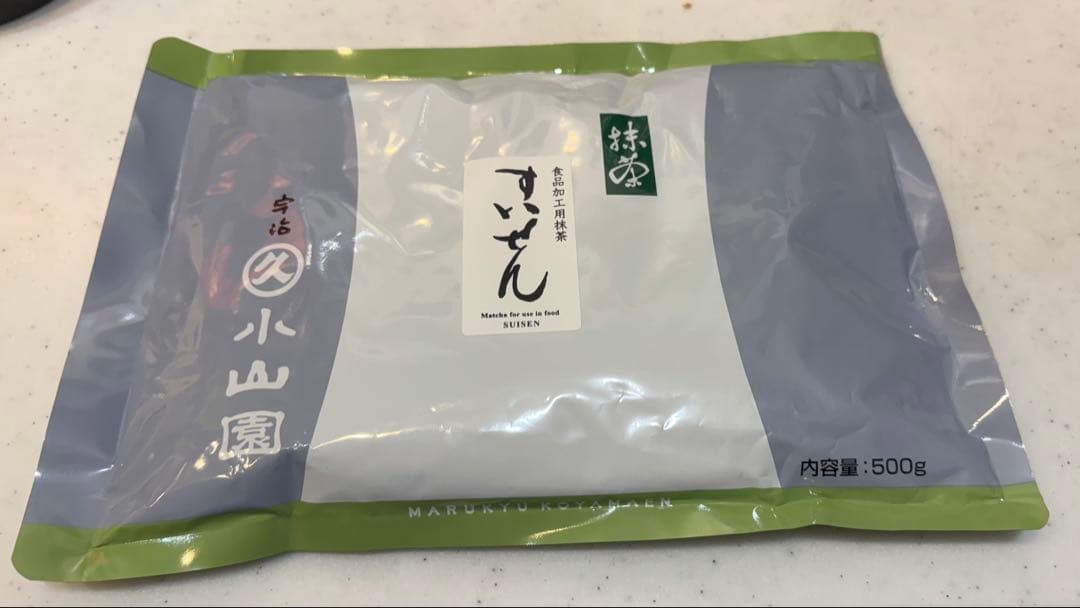 抹茶
食品加工用抹茶
すいせん
Matcha for use in food
SUISEN
宇治
久
小山園
内容量:500g
MARUKYU KOYAMAEN